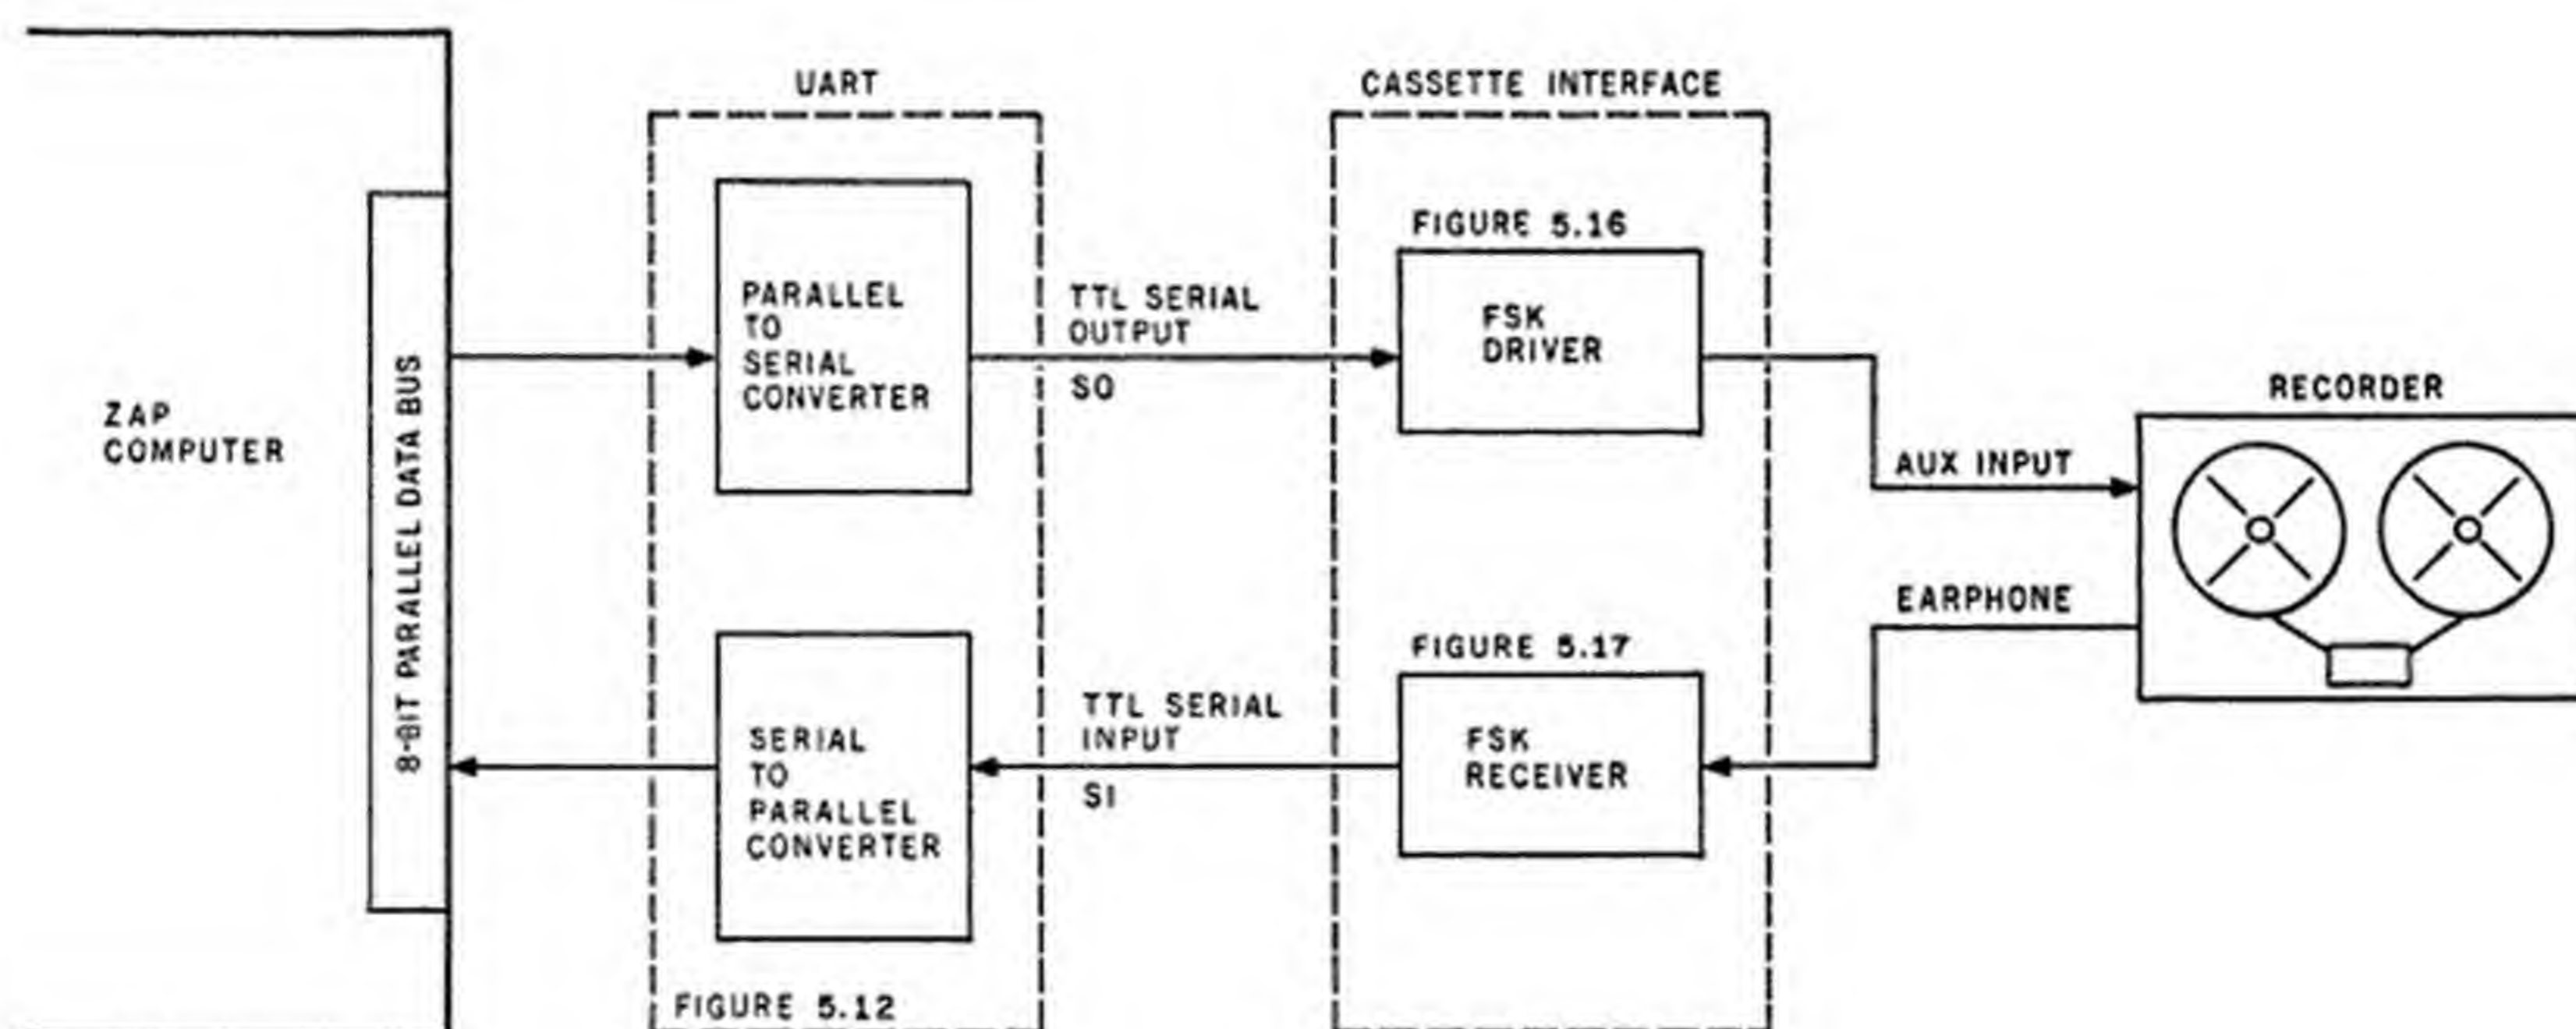 UART
CASSETTE INTERFACE
FIGURE 5.16
PARALLEL
TO
SERIAL
CONVERTER
TTL SERIAL
OUTPUT
SO
FSK
DRIVER
RECORDER
ZAP
COMPUTER
8-BIT PARALLEL DATA BUS
AUX INPUT
EARPHONE
FIGURE 5.17
SERIAL
TO
PARALLEL
CONVERTER
TTL SERIAL
INPUT
SI
FSK
RECEIVER
FIGURE 5.12